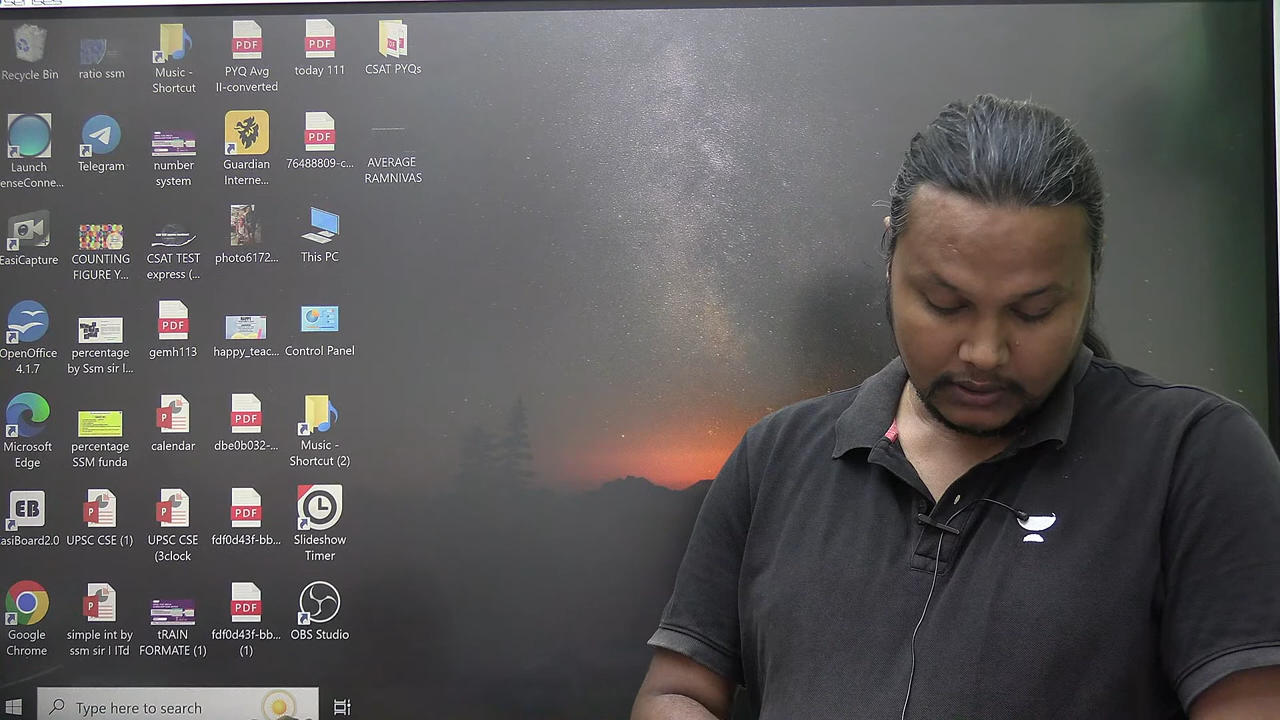 Recycle Bin
ratio ssm
Music -
Shortcut
PYQ Avg
II-converted
today 111
CSAT PYQs
Launch
enseConne...
Telegram
number
system
Guardian
Interne...
76488809-c...
AVERAGE
RAMNIVAS
EasiCapture
COUNTING
FIGURE Y...
CSAT TEST
express (...
photo6172...
This PC
OpenOffice
4.1.7
percentage
by Ssm sir l...
gemh113
happy_teac...
Control Panel
Microsoft
Edge
percentage
SSM funda
calendar
dbe0b032-...
Music -
Shortcut (2)
EB
asiBoard2.0
UPSC CSE (1)
UPSC CSE
(3clock
fdf0d43f-bb...
Slideshow
Timer
Google
Chrome
simple int by
ssm sir l ITd
tRAIN
FORMATE (1)
fdf0d43f-bb...
(1)
OBS Studio
PDF
PDF
PDF
PDF
PDF
PDF
PDF
Type here to search